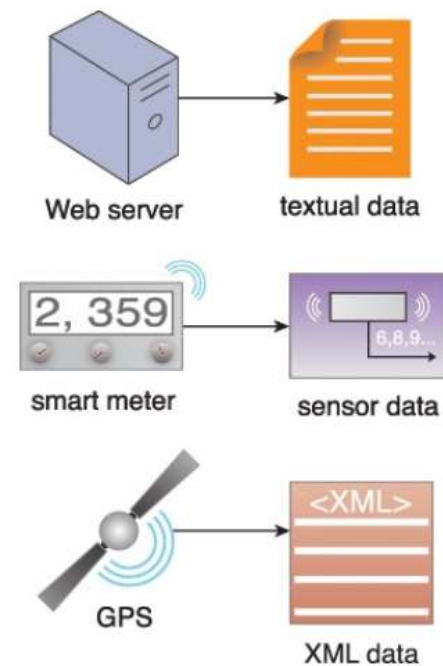 Web server
textual data
2, 359
6,8,9...
smart meter
sensor data
<XML>
GPS
XML data